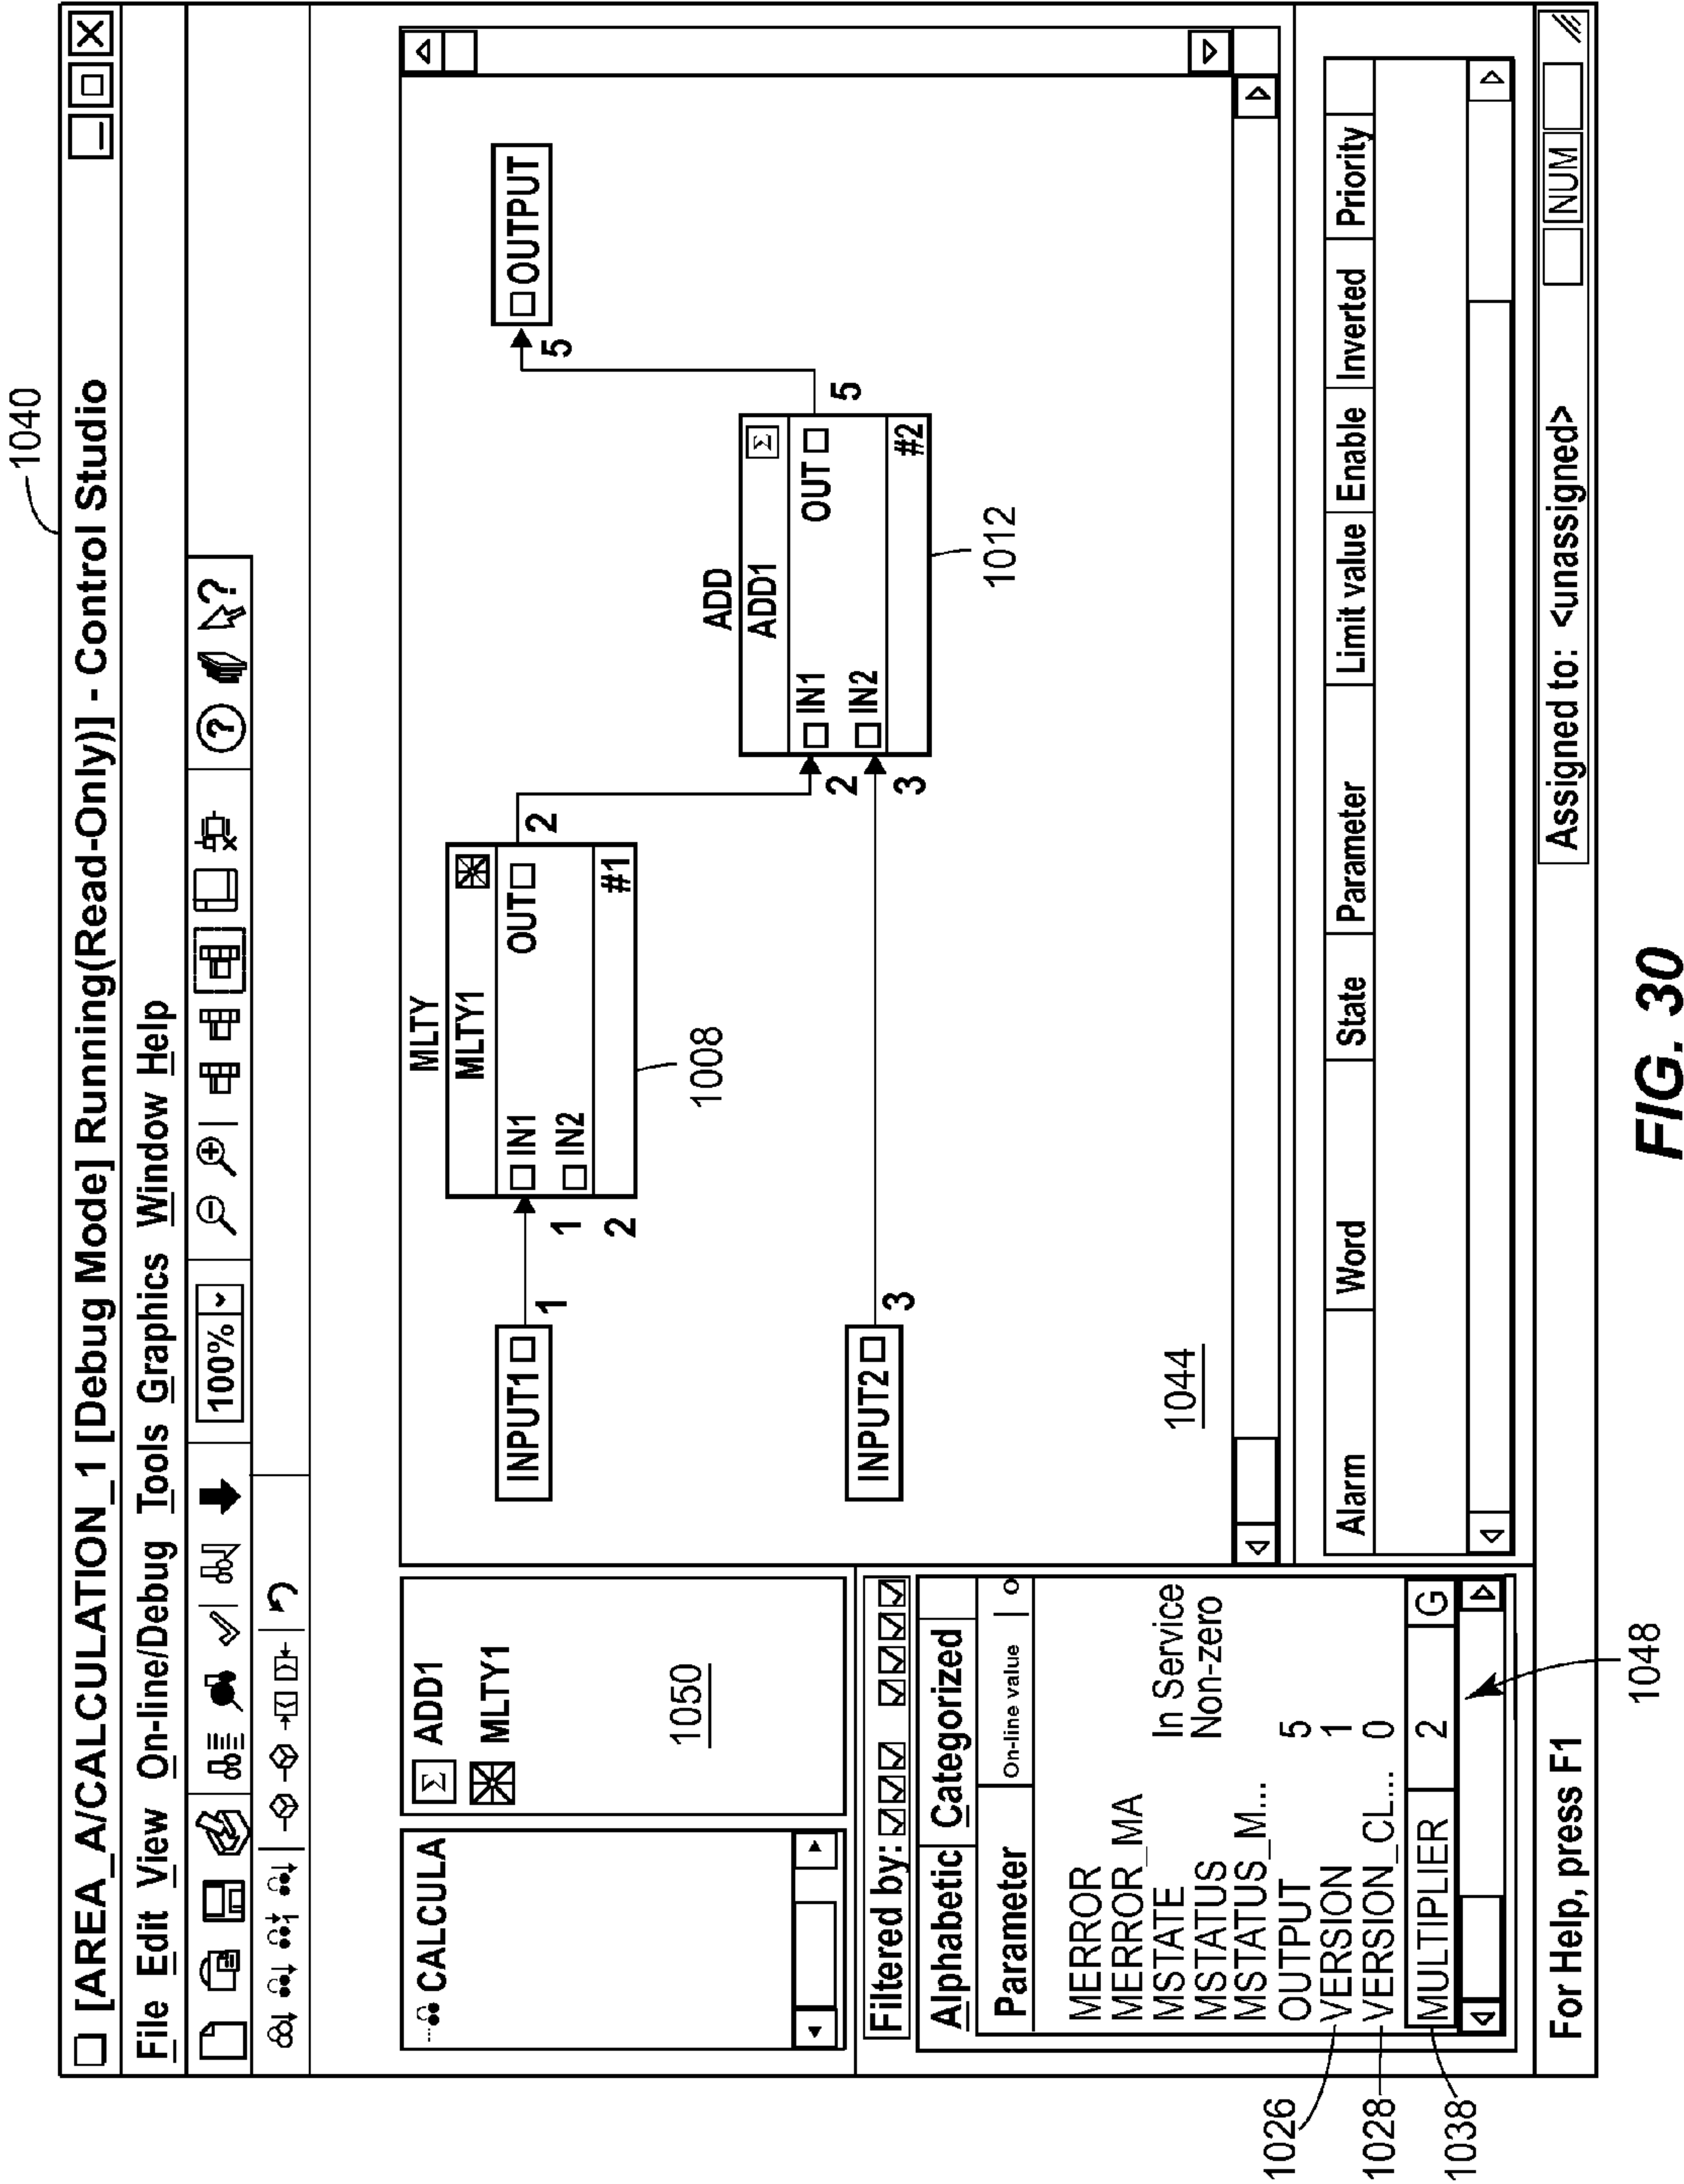 1040
[AREA_A/CALCULATION_1 [Debug Mode] Running(Read-Only)] - Control Studio
File Edit View On-line/Debug Tools Graphics Window Help
100%
?
?
CALCULA
Σ ADD1
MLTY1
1050
Filtered by:
Alphabetic Categorized
Parameter On-line value O
MERROR
MERROR_MA
MSTATE In Service
MSTATUS Non-zero
MSTATUS_M...
OUTPUT 5
VERSION 1
VERSION_CL... 0
MULTIPLIER 2 G
1026
1028
1038
1048
INPUT1
1
1
2
MLTY
MLTY1
IN1 OUT
IN2
#1
1008
2
INPUT2
3
2
3
ADD
ADD1 Σ
IN1 OUT
IN2
#2
1012
5
5
OUTPUT
1044
Alarm Word State Parameter Limit value Enable Inverted Priority
For Help, press F1 Assigned to: <unassigned> NUM
FIG. 30